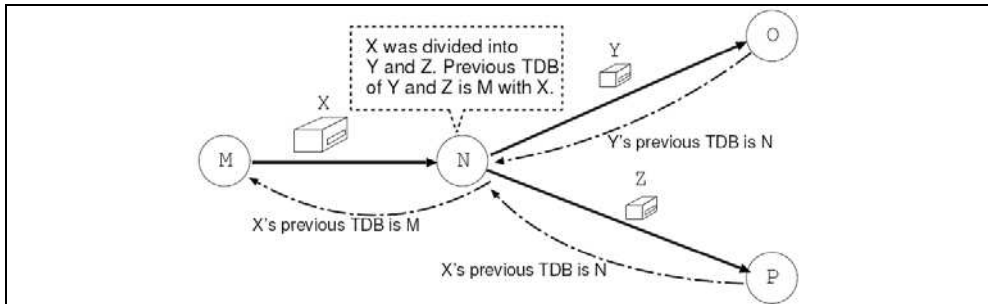 X was divided into
Y and Z. Previous TDB
of Y and Z is M with X.
X
Y
O
M
N
Y's previous TDB is N
Z
X's previous TDB is M
X's previous TDB is N
P